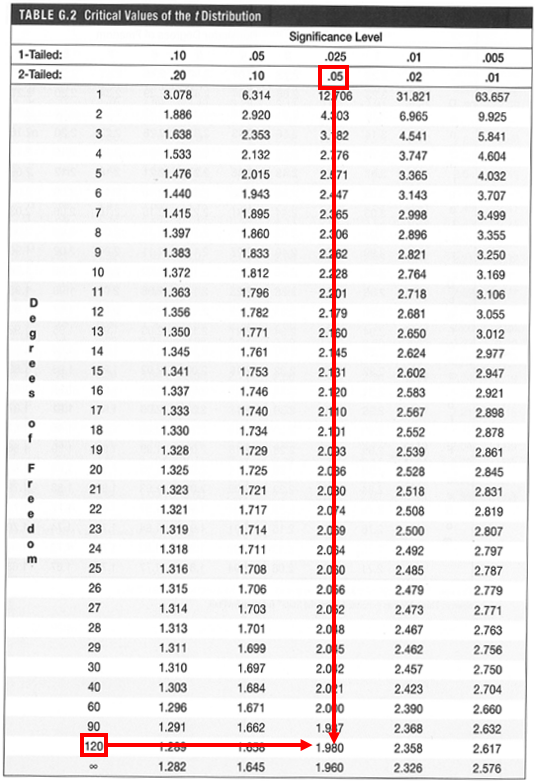 TABLE G.2 Critical Values of the t Distribution
Significance Level
1-Tailed: .10 .05 .025 .01 .005
2-Tailed: .20 .10 .05 .02 .01
Degrees of Freedom
1 3.078 6.314 12.706 31.821 63.657
2 1.886 2.920 4.303 6.965 9.925
3 1.638 2.353 3.182 4.541 5.841
4 1.533 2.132 2.776 3.747 4.604
5 1.476 2.015 2.571 3.365 4.032
6 1.440 1.943 2.447 3.143 3.707
7 1.415 1.895 2.365 2.998 3.499
8 1.397 1.860 2.306 2.896 3.355
9 1.383 1.833 2.262 2.821 3.250
10 1.372 1.812 2.228 2.764 3.169
11 1.363 1.796 2.201 2.718 3.106
12 1.356 1.782 2.179 2.681 3.055
13 1.350 1.771 2.160 2.650 3.012
14 1.345 1.761 2.145 2.624 2.977
15 1.341 1.753 2.131 2.602 2.947
16 1.337 1.746 2.120 2.583 2.921
17 1.333 1.740 2.110 2.567 2.898
18 1.330 1.734 2.101 2.552 2.878
19 1.328 1.729 2.093 2.539 2.861
20 1.325 1.725 2.086 2.528 2.845
21 1.323 1.721 2.080 2.518 2.831
22 1.321 1.717 2.074 2.508 2.819
23 1.319 1.714 2.069 2.500 2.807
24 1.318 1.711 2.064 2.492 2.797
25 1.316 1.708 2.060 2.485 2.787
26 1.315 1.706 2.056 2.479 2.779
27 1.314 1.703 2.052 2.473 2.771
28 1.313 1.701 2.048 2.467 2.763
29 1.311 1.699 2.045 2.462 2.756
30 1.310 1.697 2.042 2.457 2.750
40 1.303 1.684 2.021 2.423 2.704
60 1.296 1.671 2.000 2.390 2.660
90 1.291 1.662 1.987 2.368 2.632
120 1.289 1.658 1.980 2.358 2.617
∞ 1.282 1.645 1.960 2.326 2.576